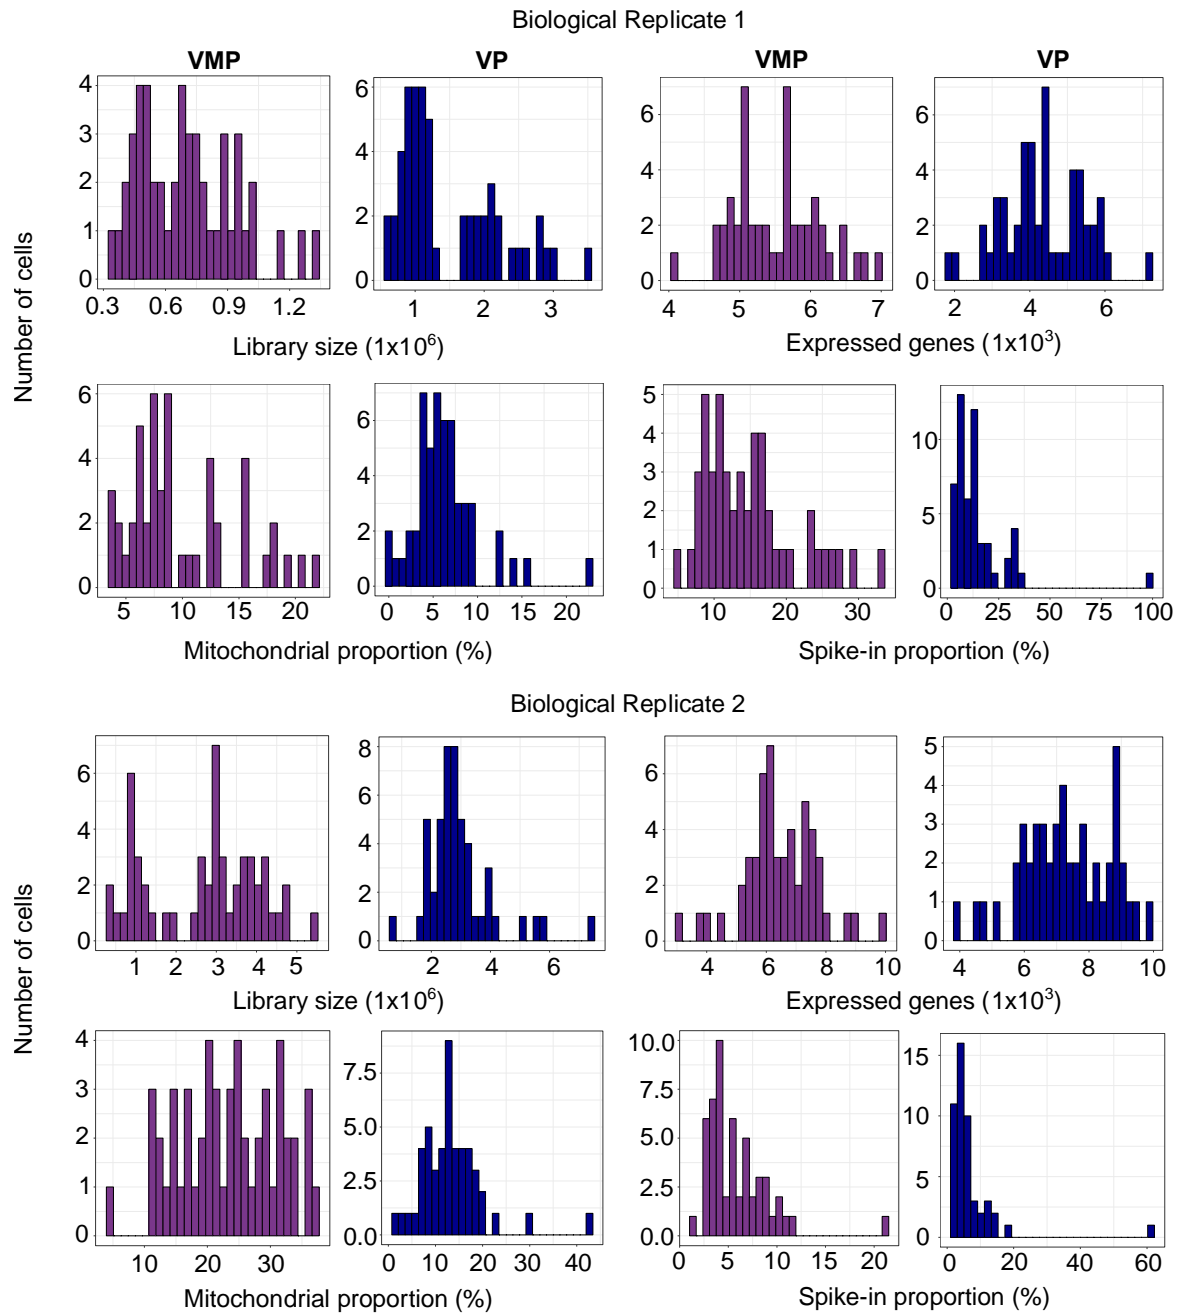 Biological Replicate 1
VMP VP VMP VP
Number of cells
4 3 2 1 0
0.3 0.6 0.9 1.2
6 4 2 0
1 2 3
Library size (1x10⁶)
6 4 2 0
4 5 6 7
6 4 2 0
2 4 6
Expressed genes (1x10³)
6 4 2 0
5 10 15 20
6 4 2 0
0 5 10 15 20
Mitochondrial proportion (%)
5 4 3 2 1 0
10 20 30
10 5 0
0 25 50 75 100
Spike-in proportion (%)
Biological Replicate 2
Number of cells
6 4 2 0
1 2 3 4 5
8 6 4 2 0
2 4 6
Library size (1x10⁶)
6 4 2 0
4 6 8 10
5 4 3 2 1 0
4 6 8 10
Expressed genes (1x10³)
4 3 2 1 0
10 20 30
7.5 5.0 2.5 0.0
0 10 20 30 40
Mitochondrial proportion (%)
10.0 7.5 5.0 2.5 0.0
0 5 10 15 20
15 10 5 0
0 20 40 60
Spike-in proportion (%)